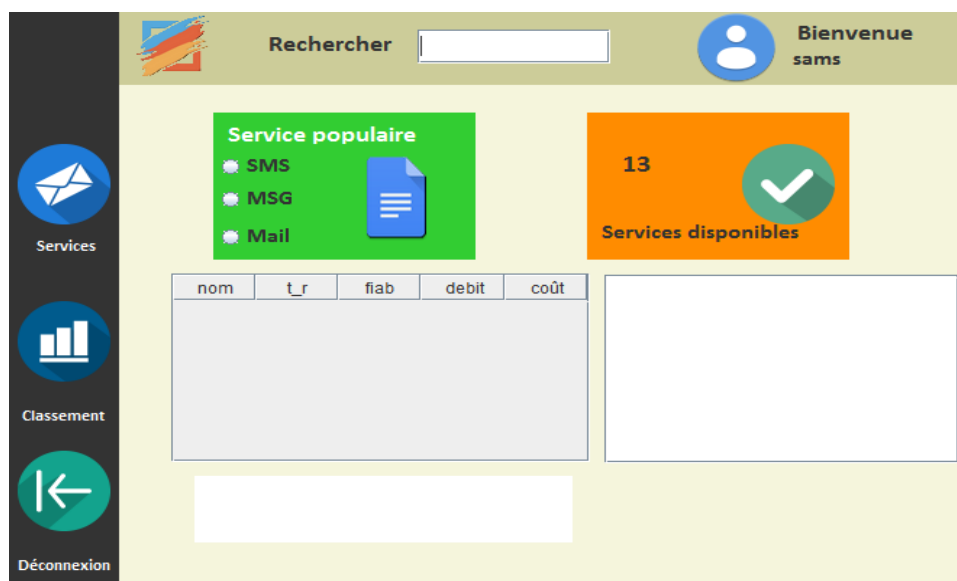 Rechercher
Bienvenue
sams
Service populaire
SMS
MSG
Mail
13
Services disponibles
Services
Classement
Déconnexion
nom t_r fiab debit coût